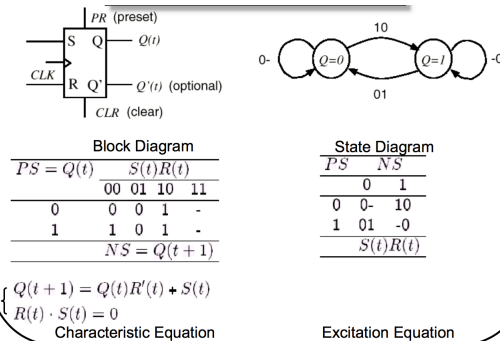 PR (preset)
S Q Q(t)
CLK
R Q' Q'(t) (optional)
CLR (clear)
Block Diagram
10
0- Q=0 Q=1 -0
01
State Diagram
PS = Q(t) S(t)R(t)
00 01 10 11
0 0 0 1 -
1 1 0 1 -
NS = Q(t + 1)
PS NS
0 1
0 0- 10
1 01 -0
S(t)R(t)
Q(t + 1) = Q(t)R'(t) + S(t)
R(t) · S(t) = 0
Characteristic Equation
Excitation Equation